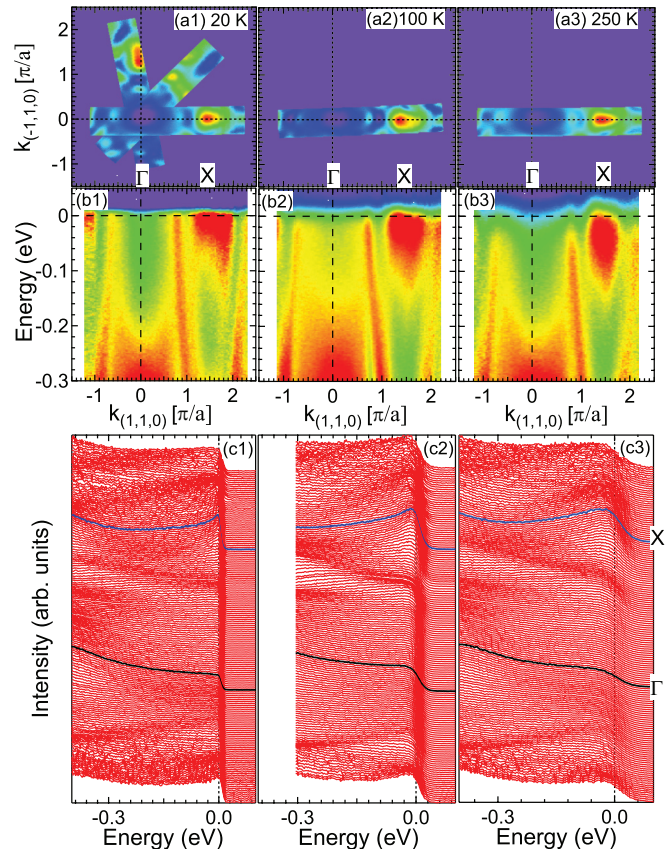 (a1) 20 K
(a2)100 K
(a3) 250 K
k(-1,1,0) [π/a]
2
1
0
-1
Γ
X
Γ
X
Γ
X
(b1)
(b2)
(b3)
Energy (eV)
0
-0.1
-0.2
-0.3
-1
0
1
2
-1
0
1
2
-1
0
1
2
k(1,1,0) [π/a]
k(1,1,0) [π/a]
k(1,1,0) [π/a]
(c1)
(c2)
(c3)
Intensity (arb. units)
X
Γ
-0.3
0.0
-0.3
0.0
-0.3
0.0
Energy (eV)
Energy (eV)
Energy (eV)